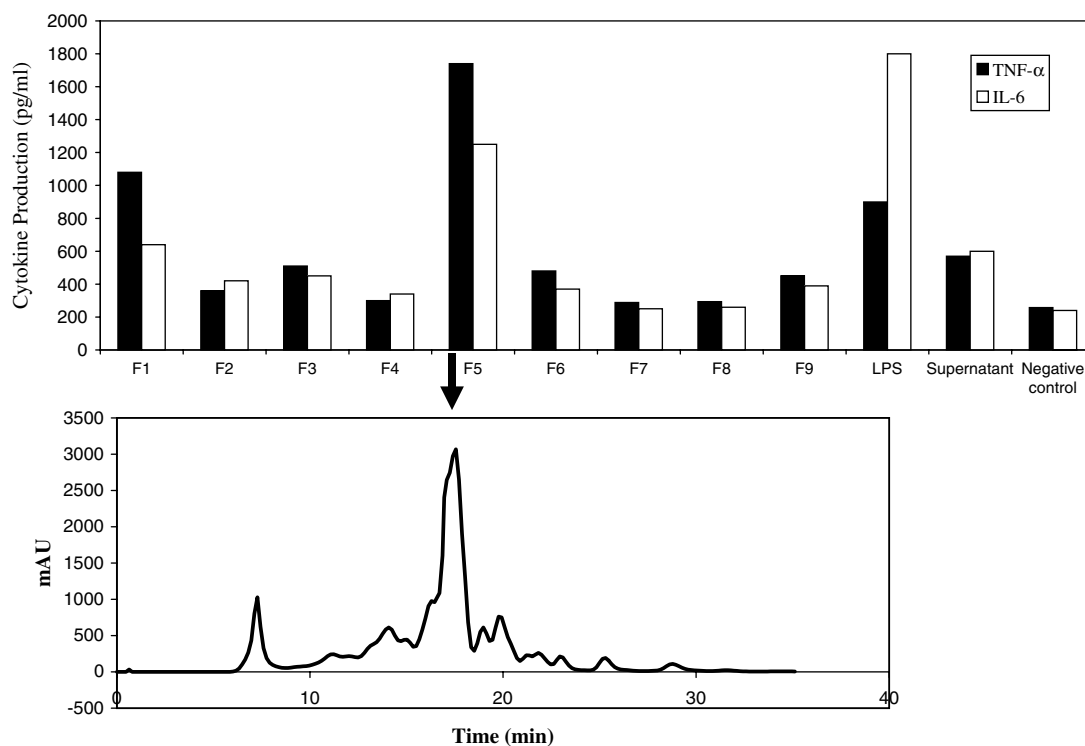 Cytokine Production (pg/ml)
2000
1800
1600
1400
1200
1000
800
600
400
200
0
TNF-α
IL-6
F1 F2 F3 F4 F5 F6 F7 F8 F9 LPS Supernatant Negative
control
mAU
3500
3000
2500
2000
1500
1000
500
0
-500
0 10 20 30 40
Time (min)